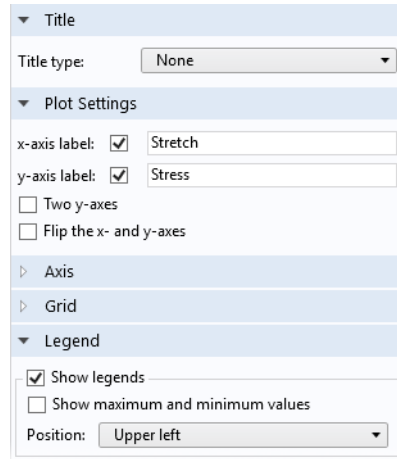 Title
Title type: None
Plot Settings
x-axis label: Stretch
y-axis label: Stress
Two y-axes
Flip the x- and y-axes
Axis
Grid
Legend
Show legends
Show maximum and minimum values
Position: Upper left